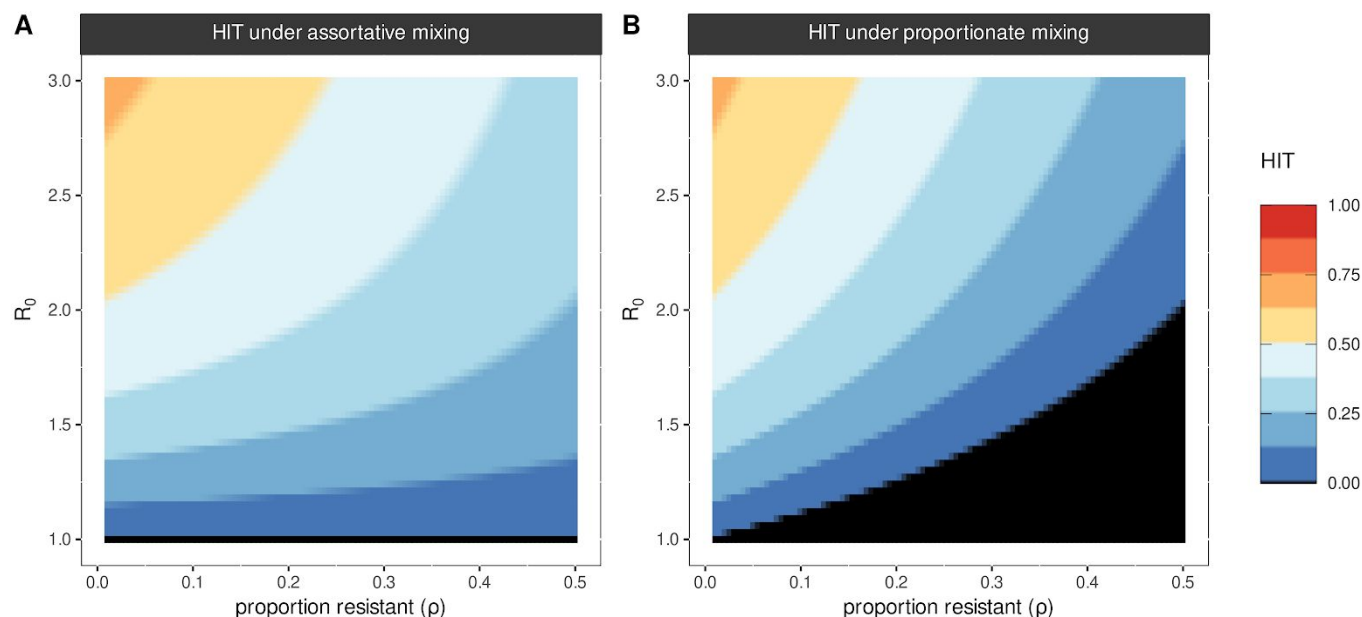 A
HIT under assortative mixing
3.0
2.5
2.0
1.5
1.0
R0
0.0 0.1 0.2 0.3 0.4 0.5
proportion resistant (ρ)
B
HIT under proportionate mixing
3.0
2.5
2.0
1.5
1.0
R0
0.0 0.1 0.2 0.3 0.4 0.5
proportion resistant (ρ)
HIT
1.00
0.75
0.50
0.25
0.00